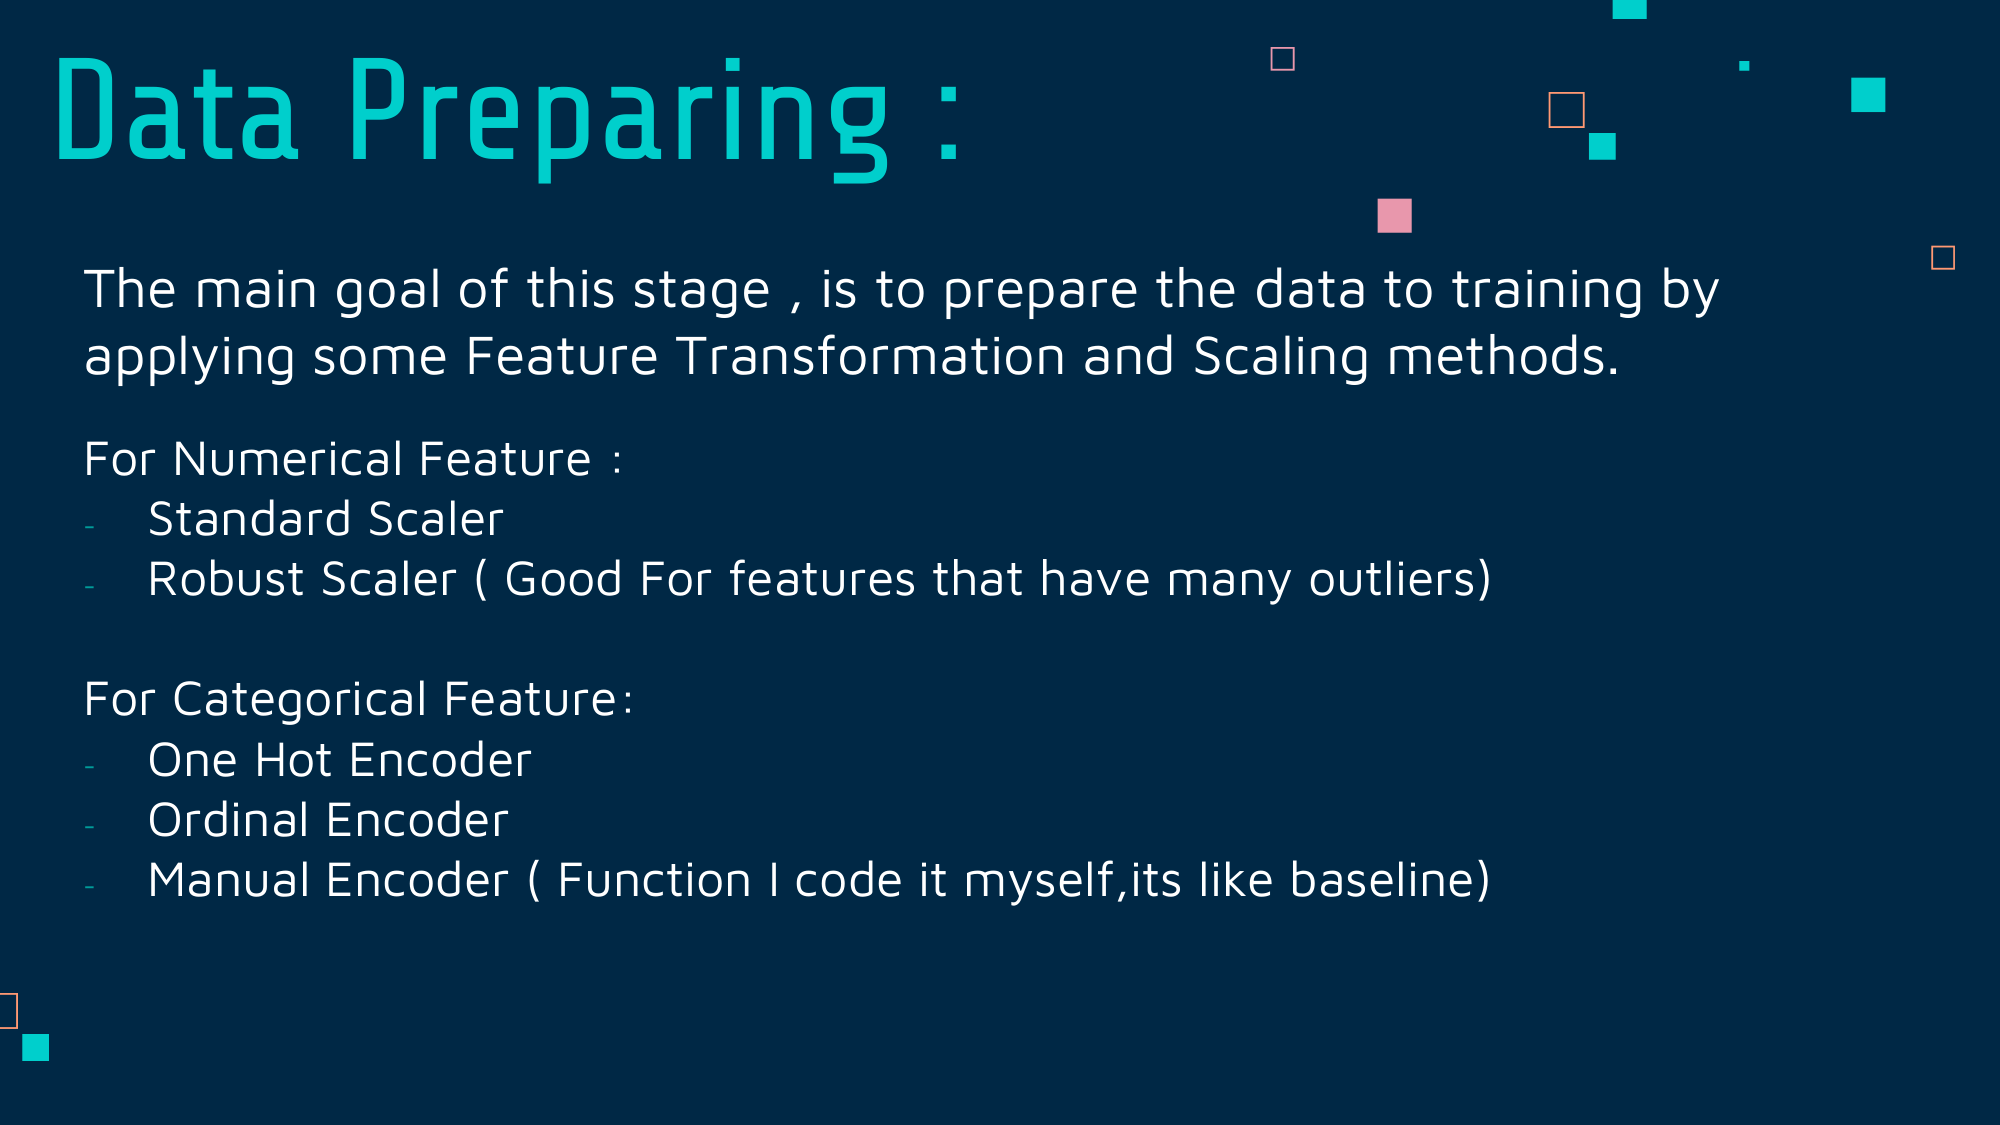 Data Preparing :
The main goal of this stage , is to prepare the data to training by
applying some Feature Transformation and Scaling methods.
For Numerical Feature :
- Standard Scaler
- Robust Scaler ( Good For features that have many outliers)
For Categorical Feature:
- One Hot Encoder
- Ordinal Encoder
- Manual Encoder ( Function I code it myself,its like baseline)